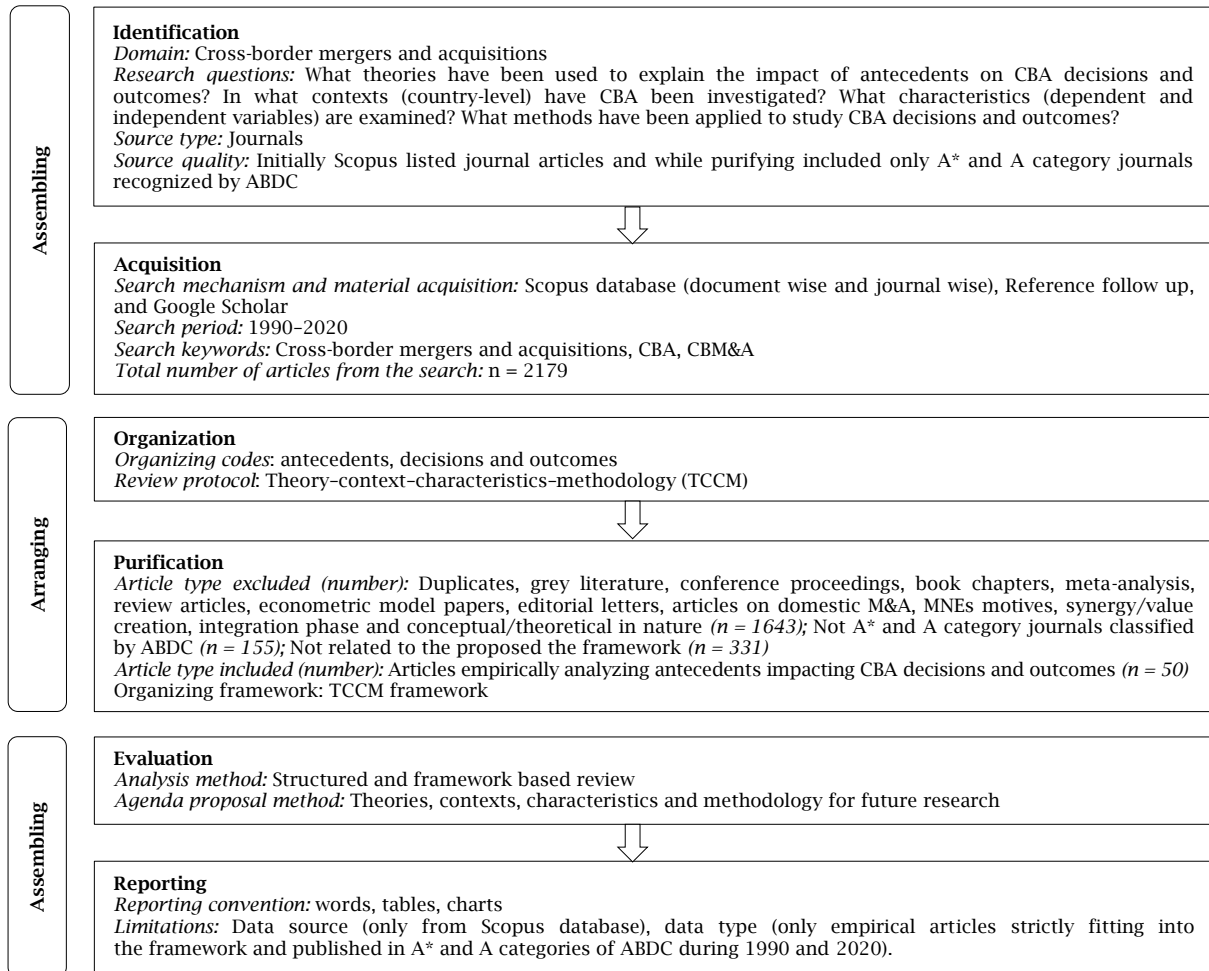 Assembling
Identification
Domain: Cross-border mergers and acquisitions
Research questions: What theories have been used to explain the impact of antecedents on CBA decisions and
outcomes? In what contexts (country-level) have CBA been investigated? What characteristics (dependent and
independent variables) are examined? What methods have been applied to study CBA decisions and outcomes?
Source type: Journals
Source quality: Initially Scopus listed journal articles and while purifying included only A* and A category journals
recognized by ABDC
Acquisition
Search mechanism and material acquisition: Scopus database (document wise and journal wise), Reference follow up,
and Google Scholar
Search period: 1990–2020
Search keywords: Cross-border mergers and acquisitions, CBA, CBM&A
Total number of articles from the search: n = 2179
Arranging
Organization
Organizing codes: antecedents, decisions and outcomes
Review protocol: Theory–context–characteristics–methodology (TCCM)
Purification
Article type excluded (number): Duplicates, grey literature, conference proceedings, book chapters, meta-analysis,
review articles, econometric model papers, editorial letters, articles on domestic M&A, MNEs motives, synergy/value
creation, integration phase and conceptual/theoretical in nature (n = 1643); Not A* and A category journals classified
by ABDC (n = 155); Not related to the proposed the framework (n = 331)
Article type included (number): Articles empirically analyzing antecedents impacting CBA decisions and outcomes (n = 50)
Organizing framework: TCCM framework
Assembling
Evaluation
Analysis method: Structured and framework based review
Agenda proposal method: Theories, contexts, characteristics and methodology for future research
Reporting
Reporting convention: words, tables, charts
Limitations: Data source (only from Scopus database), data type (only empirical articles strictly fitting into
the framework and published in A* and A categories of ABDC during 1990 and 2020).